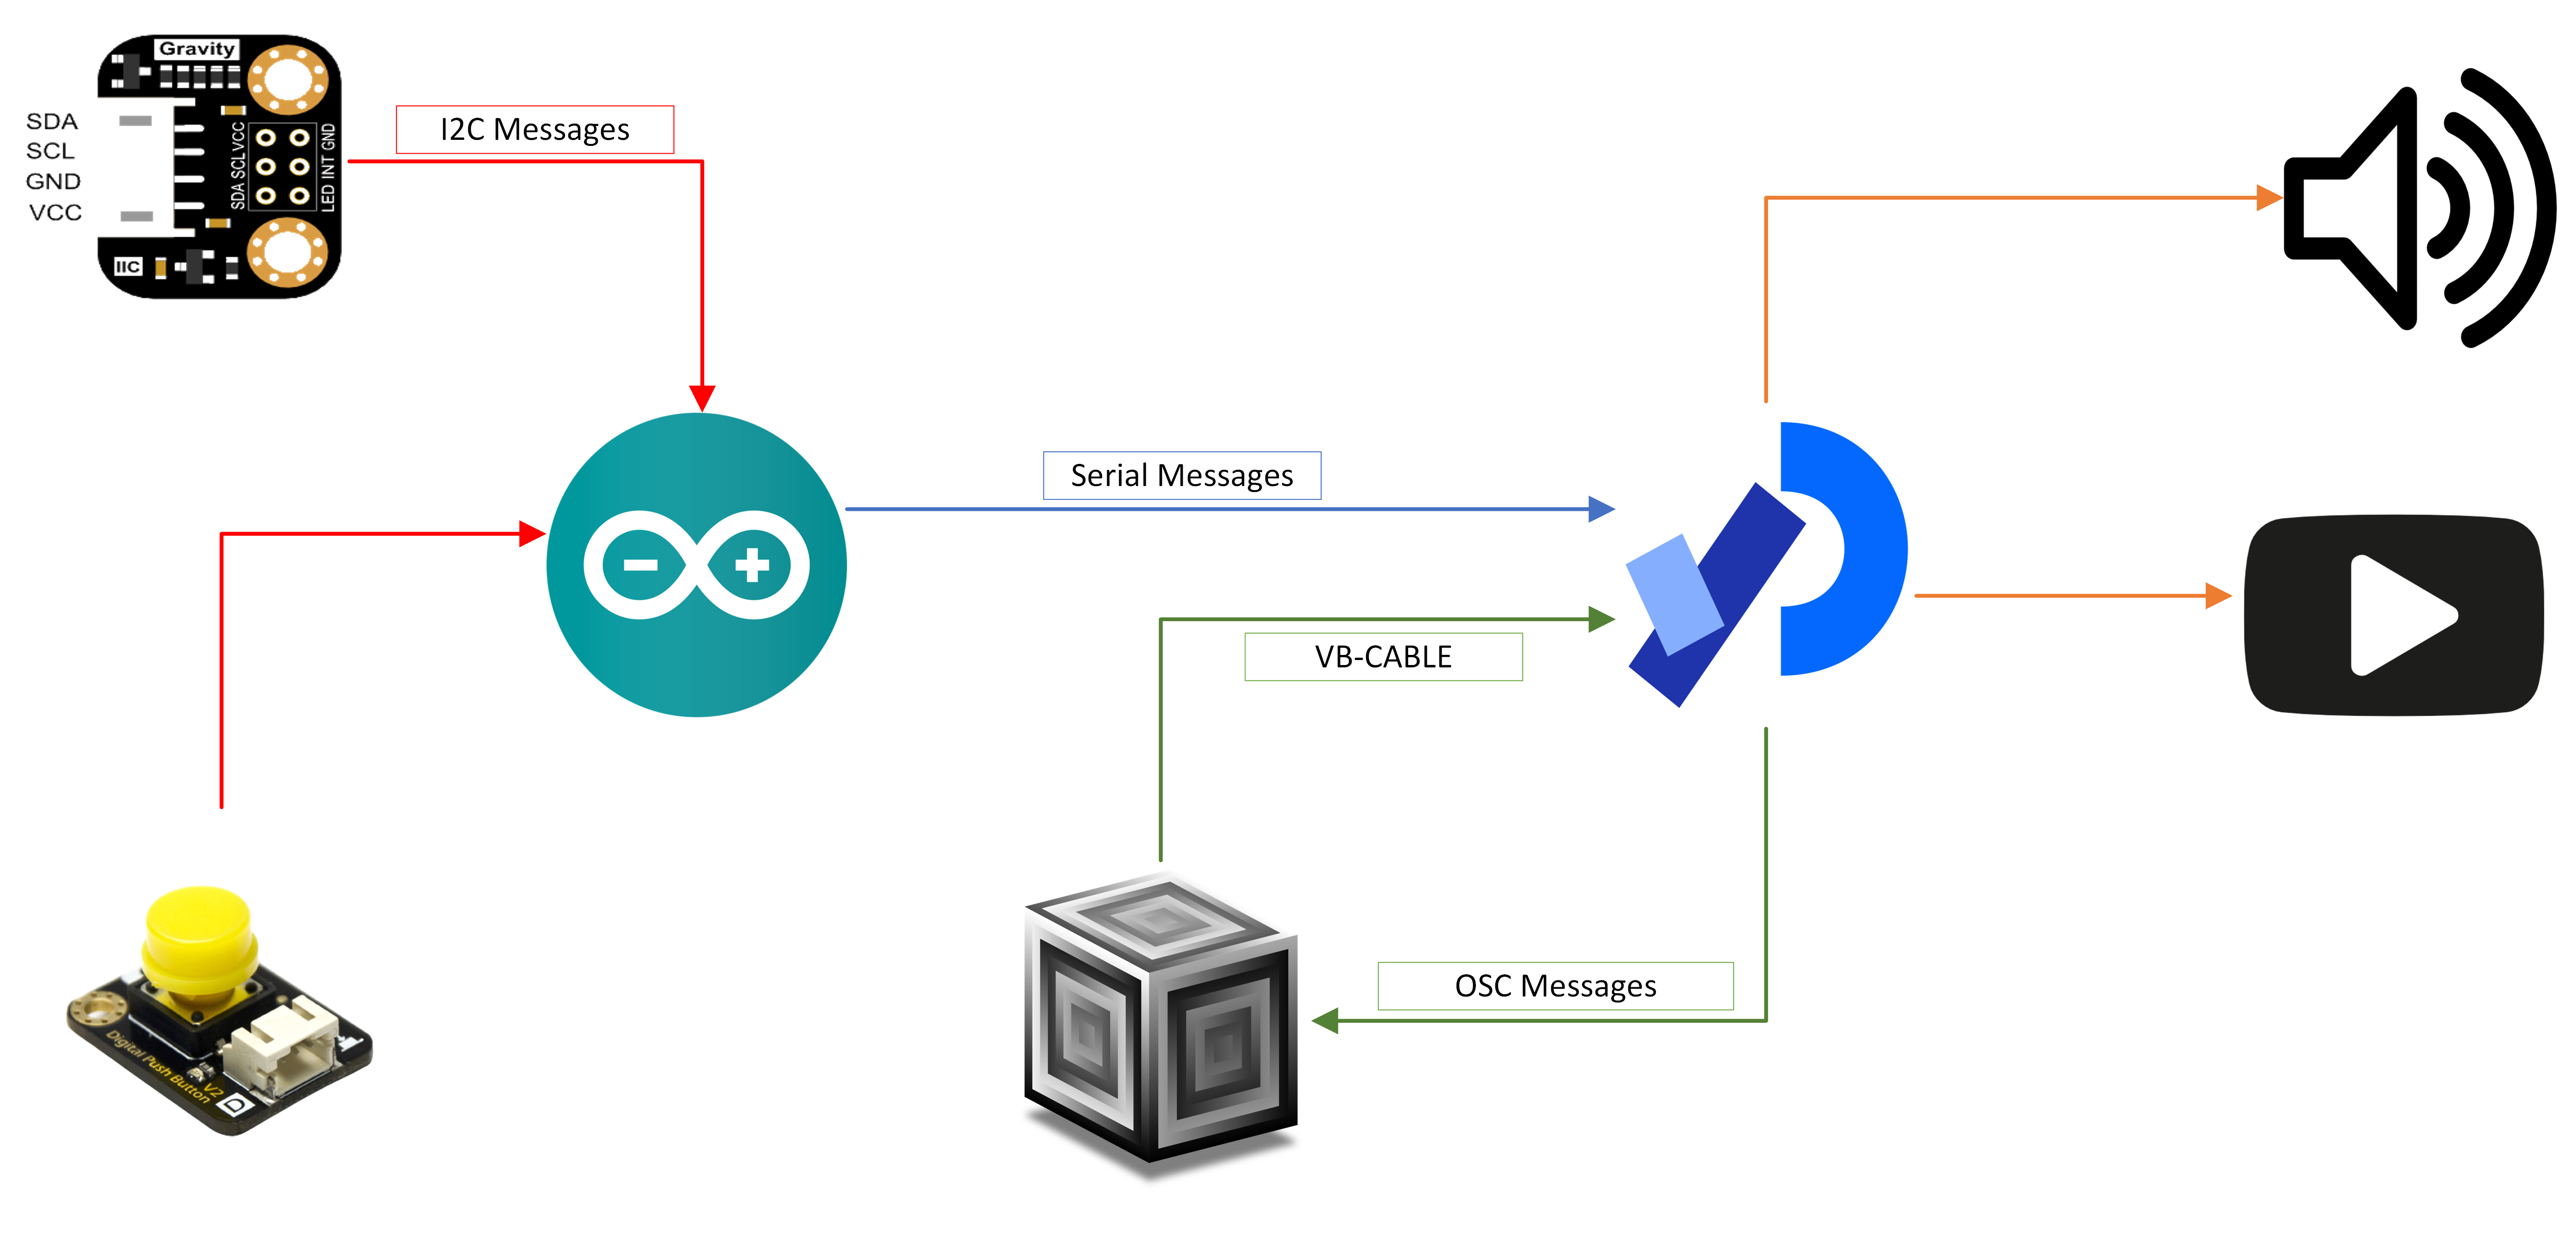 Gravity
SDA
SCL
GND
VCC
SDA SCL VCC
LED INT GND
IIC
I2C Messages
Serial Messages
VB-CABLE
OSC Messages
Digital Push Button
V2
D